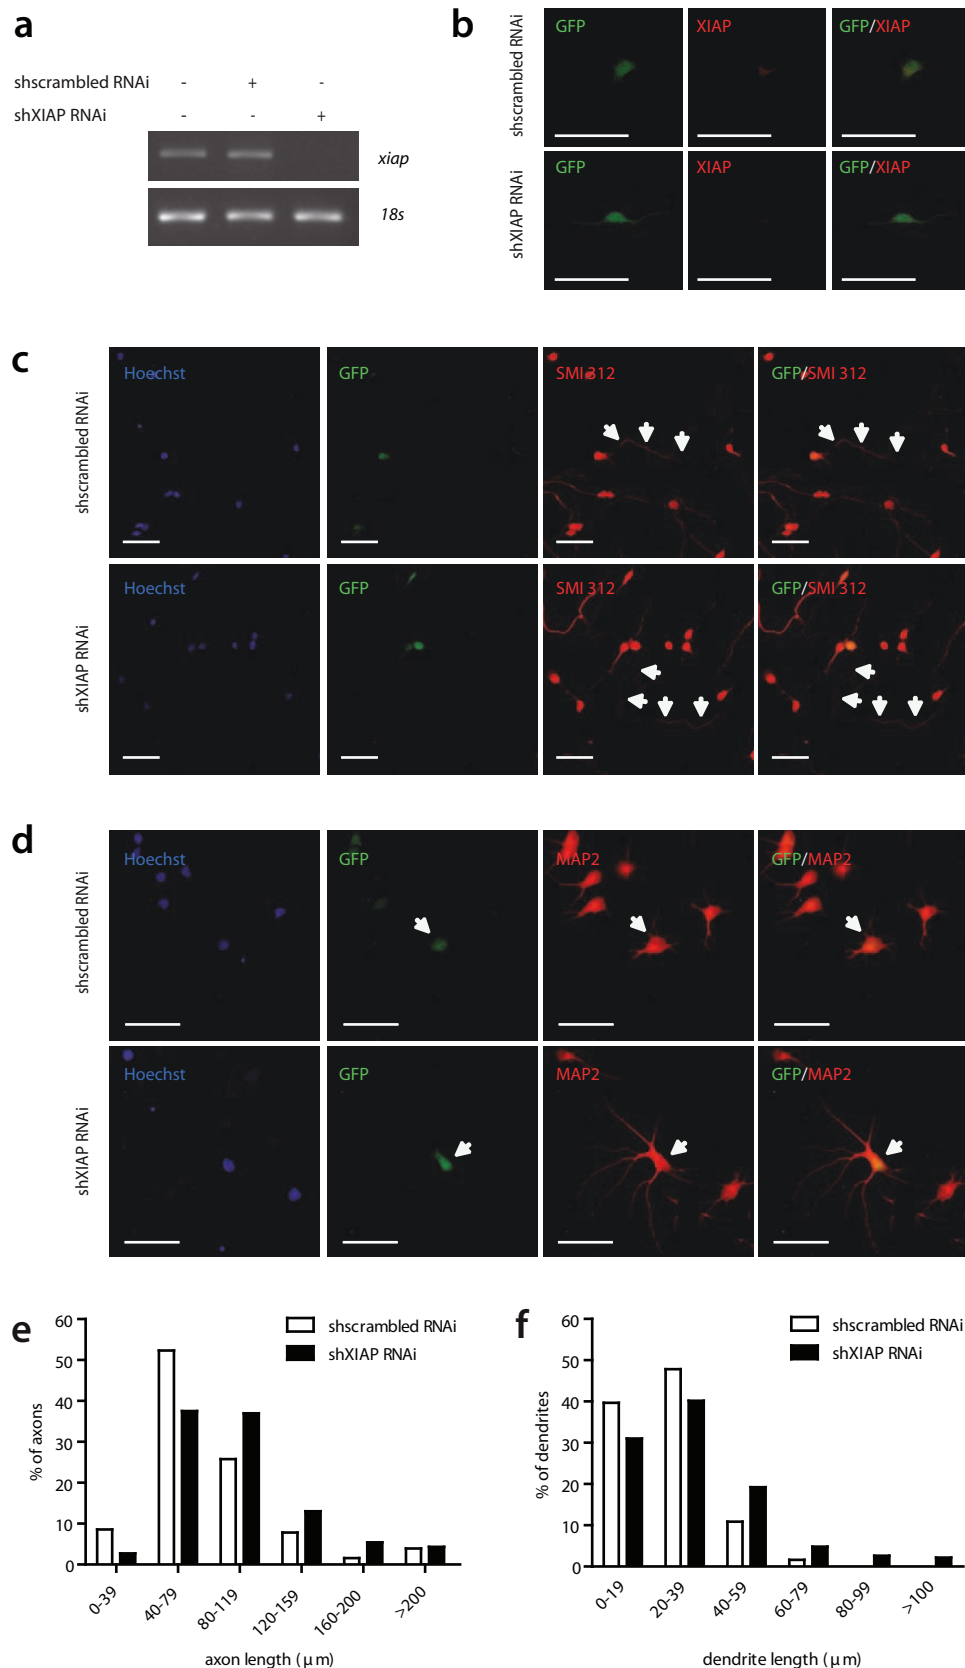 a
shscrambled RNAi - + -
shXIAP RNAi - - +
xiap
18s
b
shscrambled RNAi
GFP XIAP GFP/XIAP
shXIAP RNAi
GFP XIAP GFP/XIAP
c
shscrambled RNAi
Hoechst GFP SMI 312 GFP/SMI 312
shXIAP RNAi
Hoechst GFP SMI 312 GFP/SMI 312
d
shscrambled RNAi
Hoechst GFP MAP2 GFP/MAP2
shXIAP RNAi
Hoechst GFP MAP2 GFP/MAP2
e
shscrambled RNAi
shXIAP RNAi
% of axons
60
50
40
30
20
10
0
0-39 40-79 80-119 120-159 160-200 >200
axon length (μm)
f
shscrambled RNAi
shXIAP RNAi
% of dendrites
60
50
40
30
20
10
0
0-19 20-39 40-59 60-79 80-99 >100
dendrite length (μm)